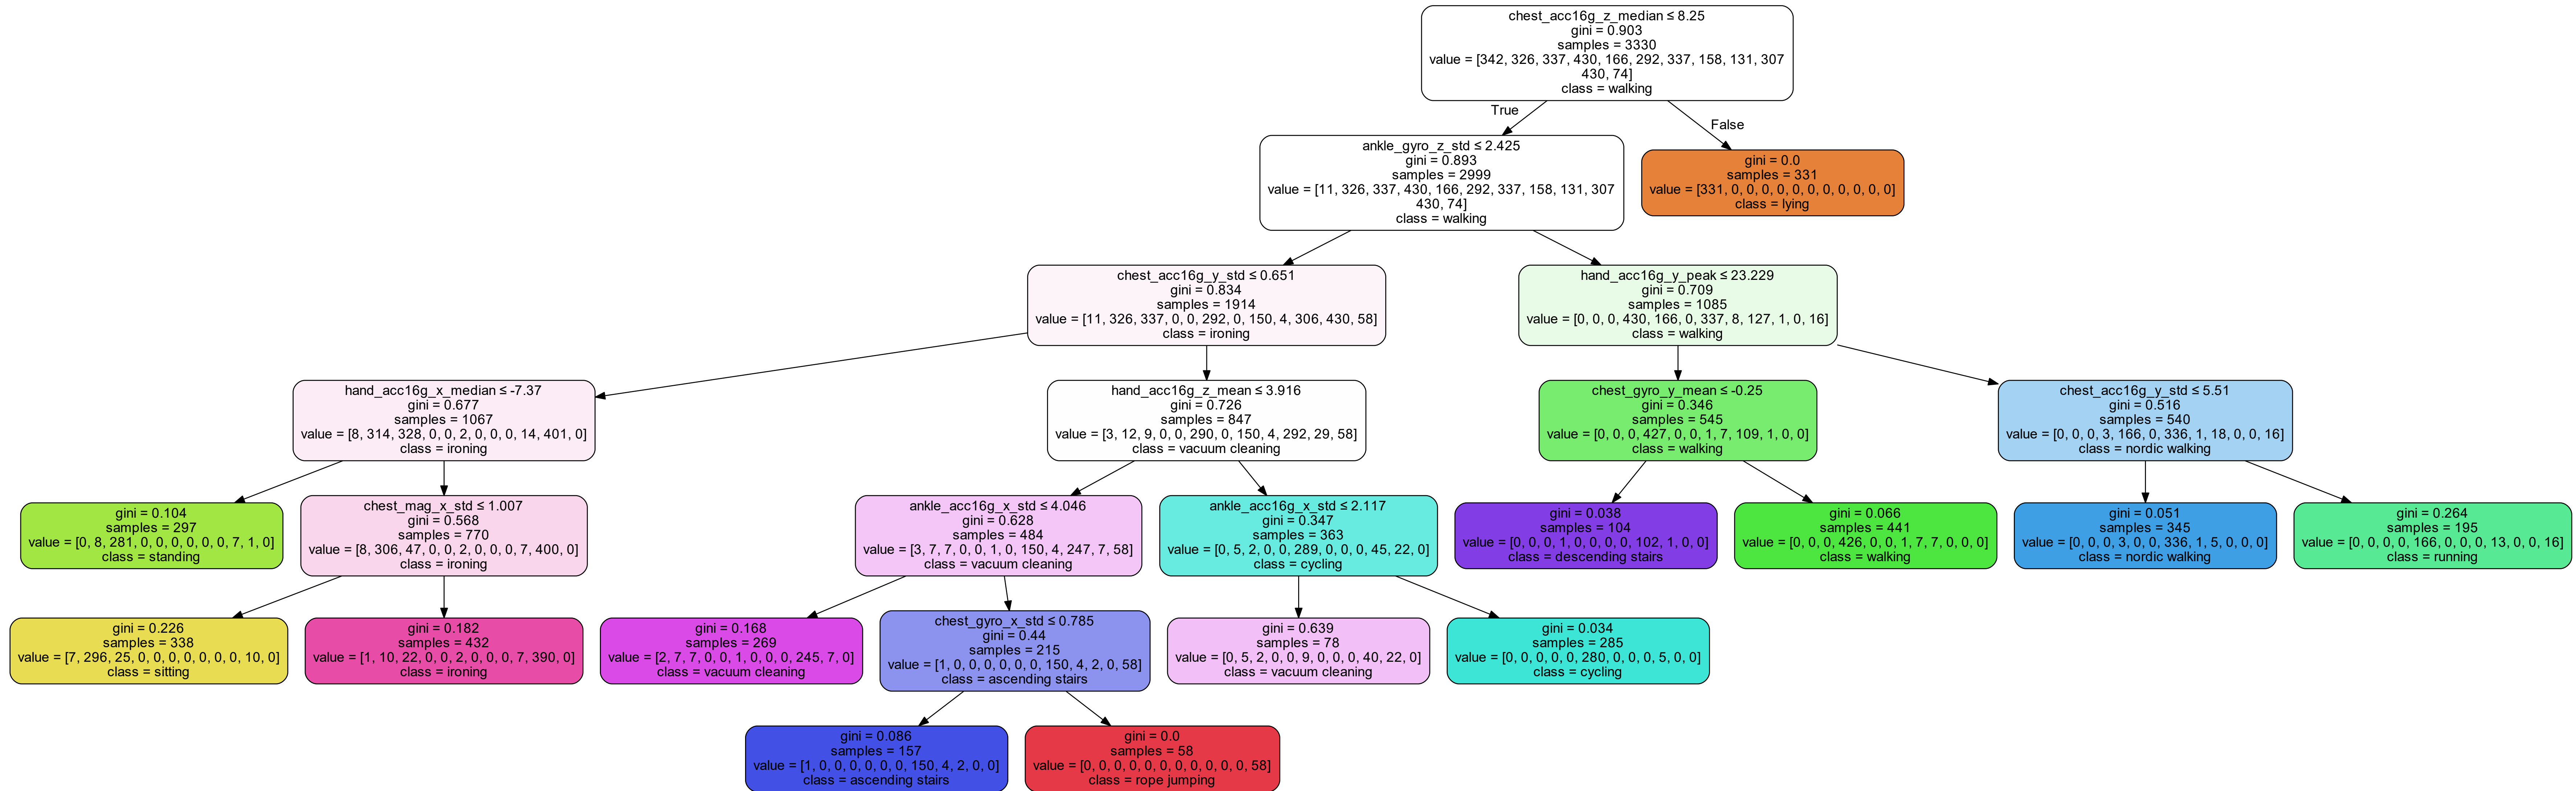 chest_acc16g_z_median ≤ 8.25
gini = 0.903
samples = 3330
value = [342, 326, 337, 430, 166, 292, 337, 158, 131, 307
430, 74]
class = walking
True
False
ankle_gyro_z_std ≤ 2.425
gini = 0.893
samples = 2999
value = [11, 326, 337, 430, 166, 292, 337, 158, 131, 307
430, 74]
class = walking
gini = 0.0
samples = 331
value = [331, 0, 0, 0, 0, 0, 0, 0, 0, 0, 0, 0]
class = lying
chest_acc16g_y_std ≤ 0.651
gini = 0.834
samples = 1914
value = [11, 326, 337, 0, 0, 292, 0, 150, 4, 306, 430, 58]
class = ironing
hand_acc16g_y_peak ≤ 23.229
gini = 0.709
samples = 1085
value = [0, 0, 0, 430, 166, 0, 337, 8, 127, 1, 0, 16]
class = walking
hand_acc16g_x_median ≤ -7.37
gini = 0.677
samples = 1067
value = [8, 314, 328, 0, 0, 2, 0, 0, 0, 14, 401, 0]
class = ironing
hand_acc16g_z_mean ≤ 3.916
gini = 0.726
samples = 847
value = [3, 12, 9, 0, 0, 290, 0, 150, 4, 292, 29, 58]
class = vacuum cleaning
chest_gyro_y_mean ≤ -0.25
gini = 0.346
samples = 545
value = [0, 0, 0, 427, 0, 0, 1, 7, 109, 1, 0, 0]
class = walking
chest_acc16g_y_std ≤ 5.51
gini = 0.516
samples = 540
value = [0, 0, 0, 3, 166, 0, 336, 1, 18, 0, 0, 16]
class = nordic walking
gini = 0.104
samples = 297
value = [0, 8, 281, 0, 0, 0, 0, 0, 0, 7, 1, 0]
class = standing
chest_mag_x_std ≤ 1.007
gini = 0.568
samples = 770
value = [8, 306, 47, 0, 0, 2, 0, 0, 0, 7, 400, 0]
class = ironing
ankle_acc16g_x_std ≤ 4.046
gini = 0.628
samples = 484
value = [3, 7, 7, 0, 0, 1, 0, 150, 4, 247, 7, 58]
class = vacuum cleaning
ankle_acc16g_x_std ≤ 2.117
gini = 0.347
samples = 363
value = [0, 5, 2, 0, 0, 289, 0, 0, 0, 45, 22, 0]
class = cycling
gini = 0.038
samples = 104
value = [0, 0, 0, 1, 0, 0, 0, 0, 102, 1, 0, 0]
class = descending stairs
gini = 0.066
samples = 441
value = [0, 0, 0, 426, 0, 0, 1, 7, 7, 0, 0, 0]
class = walking
gini = 0.051
samples = 345
value = [0, 0, 0, 3, 0, 0, 336, 1, 5, 0, 0, 0]
class = nordic walking
gini = 0.264
samples = 195
value = [0, 0, 0, 0, 166, 0, 0, 0, 13, 0, 0, 16]
class = running
gini = 0.226
samples = 338
value = [7, 296, 25, 0, 0, 0, 0, 0, 0, 0, 10, 0]
class = sitting
gini = 0.182
samples = 432
value = [1, 10, 22, 0, 0, 2, 0, 0, 0, 7, 390, 0]
class = ironing
gini = 0.168
samples = 269
value = [2, 7, 7, 0, 0, 1, 0, 0, 0, 245, 7, 0]
class = vacuum cleaning
chest_gyro_x_std ≤ 0.785
gini = 0.44
samples = 215
value = [1, 0, 0, 0, 0, 0, 0, 150, 4, 2, 0, 58]
class = ascending stairs
gini = 0.639
samples = 78
value = [0, 5, 2, 0, 0, 9, 0, 0, 0, 40, 22, 0]
class = vacuum cleaning
gini = 0.034
samples = 285
value = [0, 0, 0, 0, 0, 280, 0, 0, 0, 5, 0, 0]
class = cycling
gini = 0.086
samples = 157
value = [1, 0, 0, 0, 0, 0, 0, 150, 4, 2, 0, 0]
class = ascending stairs
gini = 0.0
samples = 58
value = [0, 0, 0, 0, 0, 0, 0, 0, 0, 0, 0, 58]
class = rope jumping